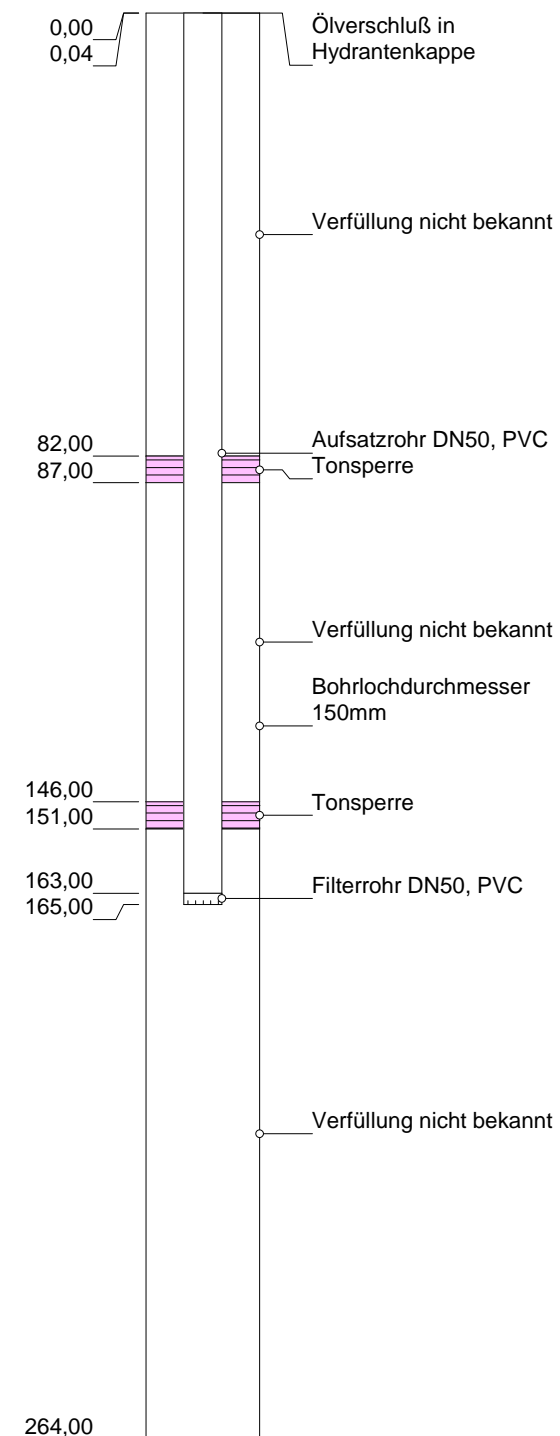 0,00
0,04
Ölverschluß in
Hydrantenkappe
Verfüllung nicht bekannt
82,00
87,00
Aufsatzrohr DN50, PVC
Tonsperre
Verfüllung nicht bekannt
Bohrlochdurchmesser
150mm
146,00
151,00
Tonsperre
163,00
165,00
Filterrohr DN50, PVC
Verfüllung nicht bekannt
264,00